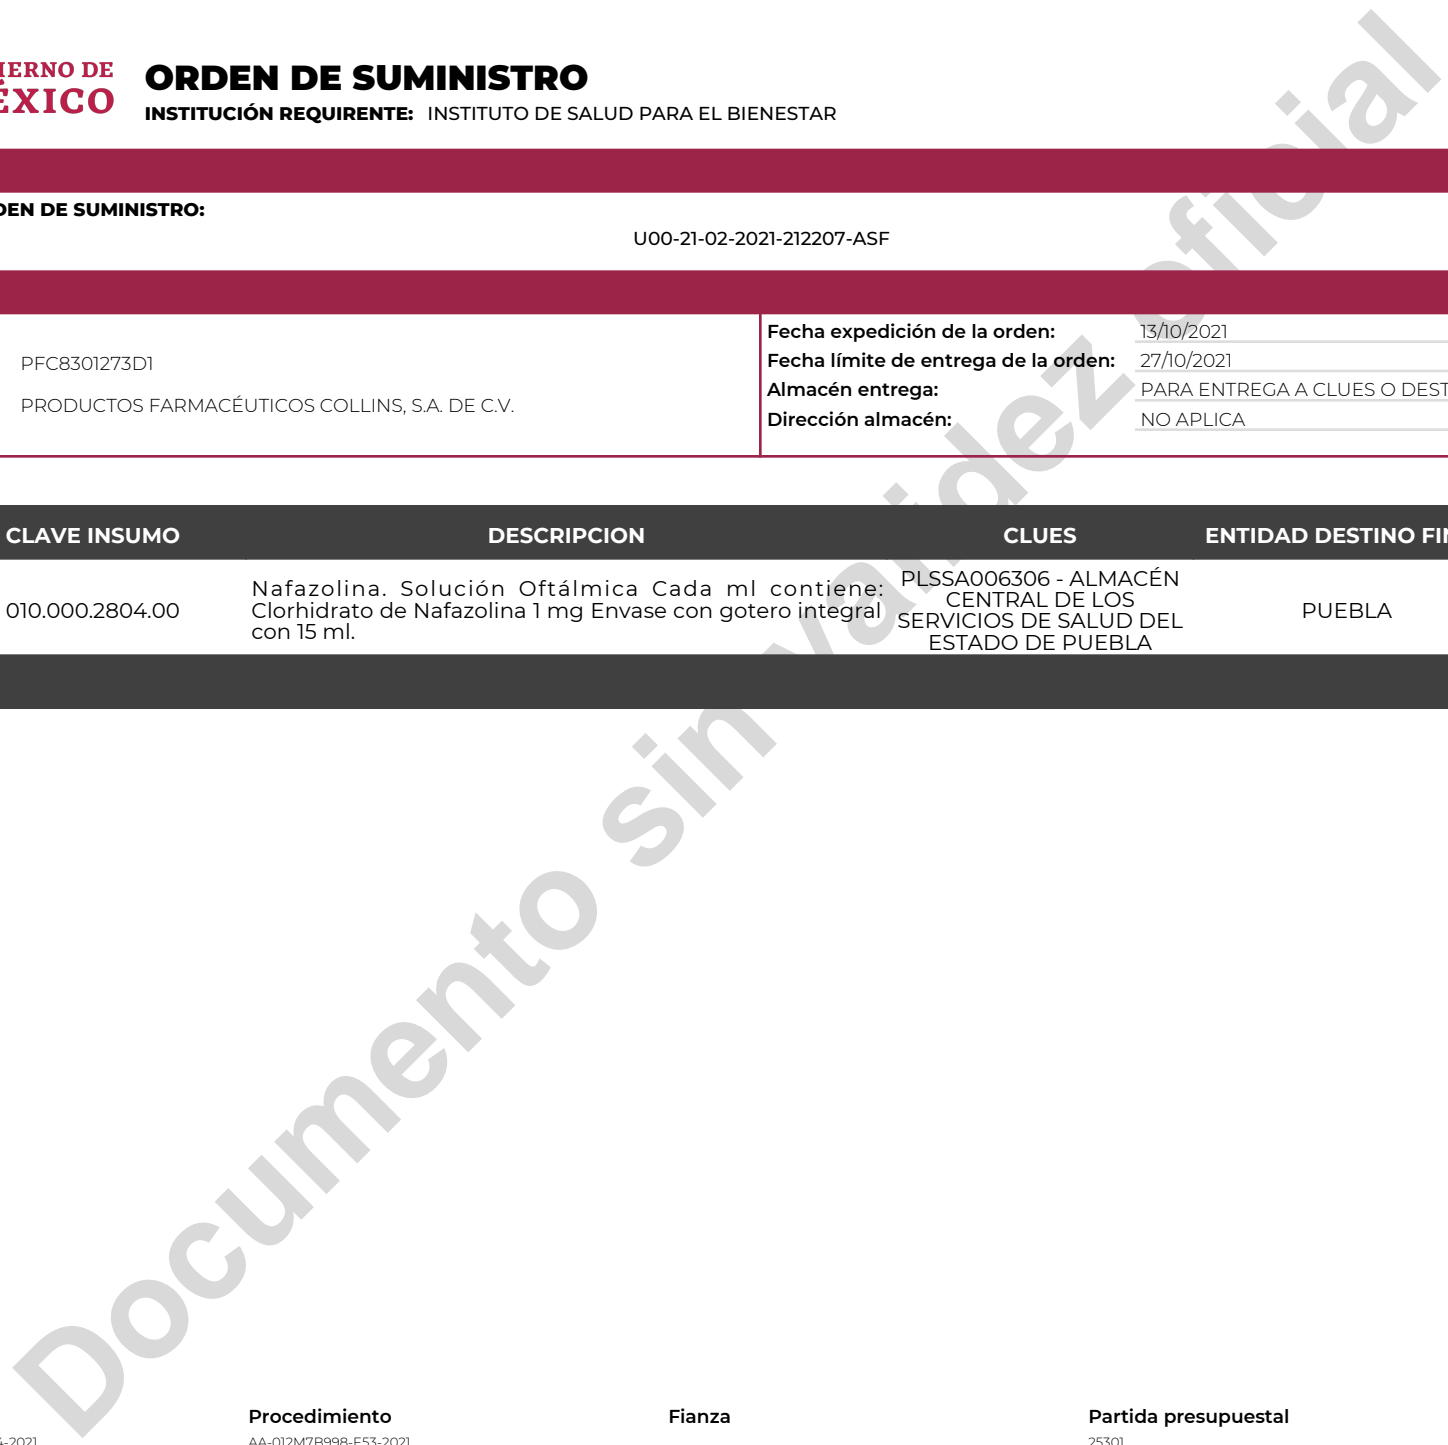 IERNO DE
ÉXICO
ORDEN DE SUMINISTRO
INSTITUCIÓN REQUIRENTE: INSTITUTO DE SALUD PARA EL BIENESTAR
DEN DE SUMINISTRO:
U00-21-02-2021-212207-ASF
PFC8301273D1
PRODUCTOS FARMACÉUTICOS COLLINS, S.A. DE C.V.
Fecha expedición de la orden: 13/10/2021
Fecha límite de entrega de la orden: 27/10/2021
Almacén entrega: PARA ENTREGA A CLUES O DEST
Dirección almacén: NO APLICA
CLAVE INSUMO DESCRIPCION CLUES ENTIDAD DESTINO FIN
010.000.2804.00
Nafazolina. Solución Oftálmica Cada ml contiene:
Clorhidrato de Nafazolina 1 mg Envase con gotero integral
con 15 ml.
PLSSA006306 - ALMACÉN
CENTRAL DE LOS
SERVICIOS DE SALUD DEL
ESTADO DE PUEBLA
PUEBLA
Documento sin validez oficial
Procedimiento Fianza Partida presupuestal
4-2021 AA-012M7B998-E53-2021 25301